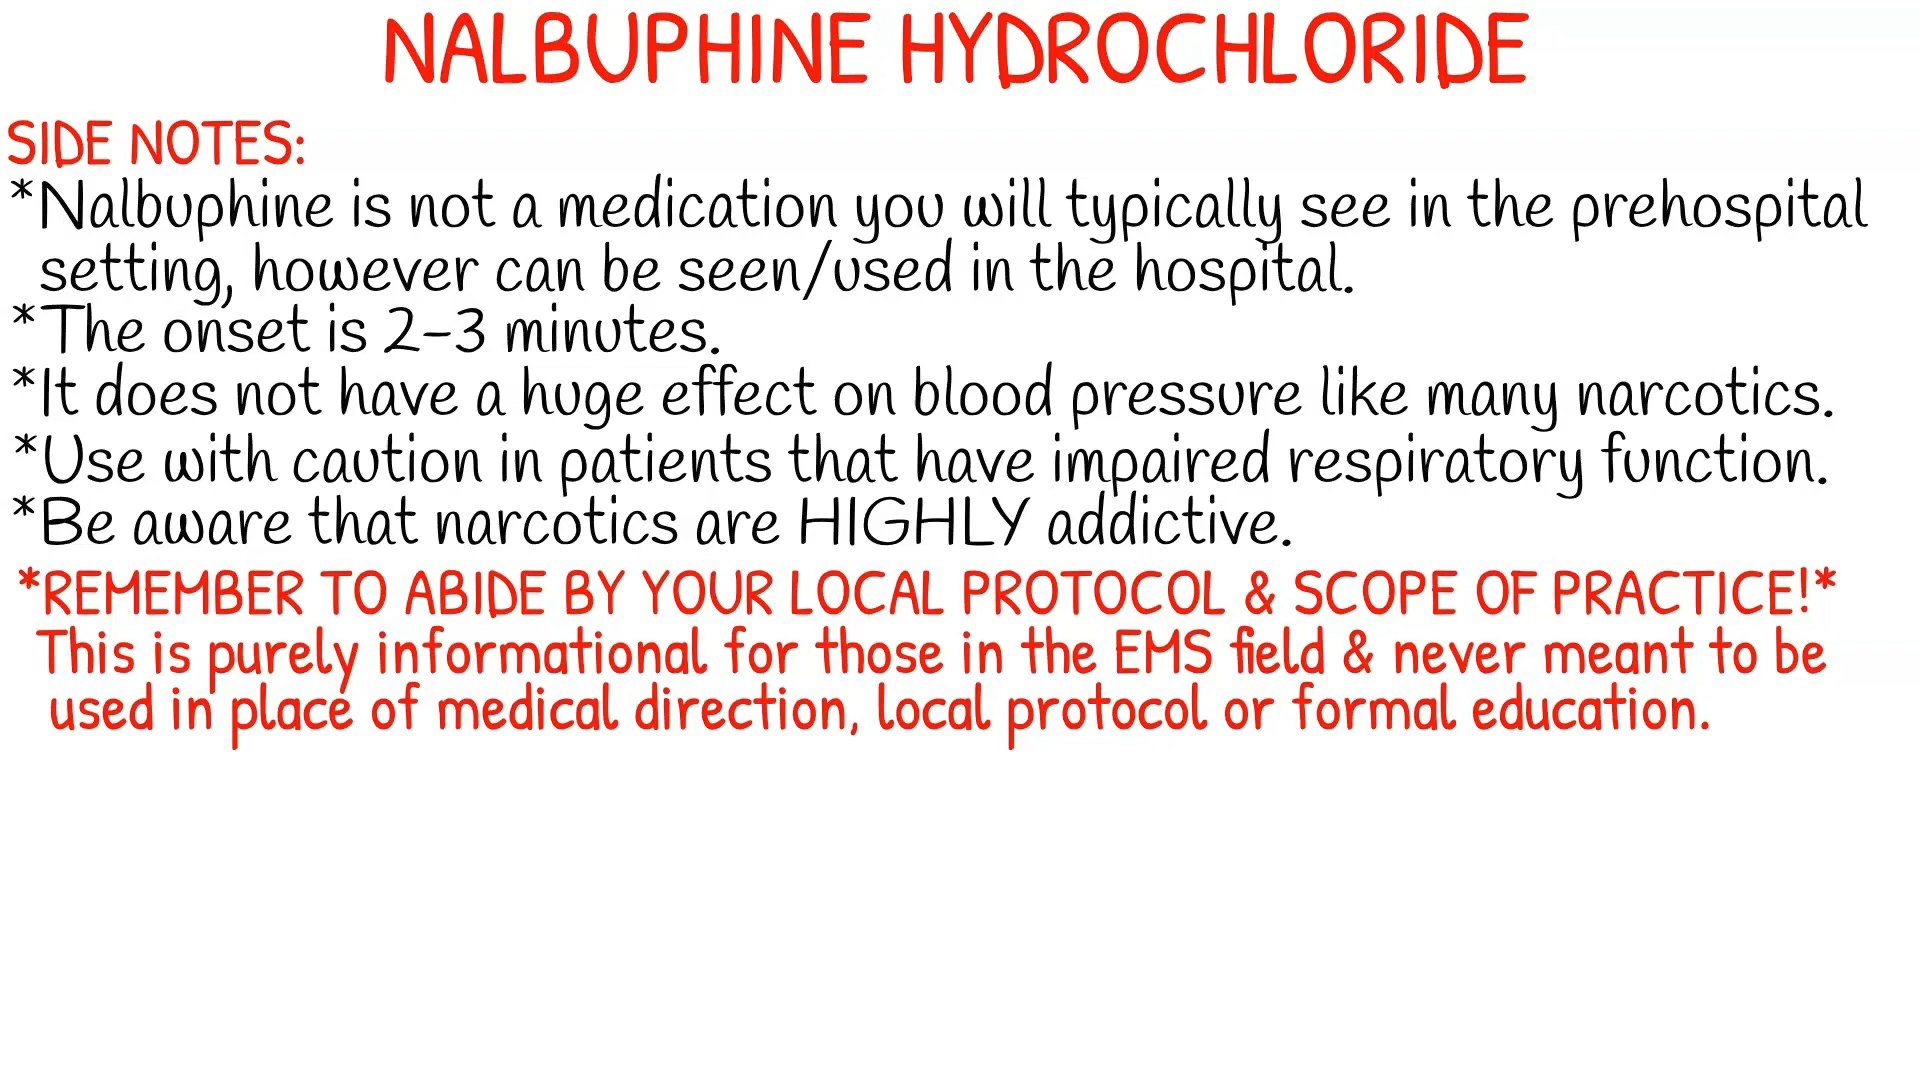 NALBUPHINE HYDROCHLORIDE
SIDE NOTES:
*Nalbuphine is not a medication you will typically see in the prehospital
setting, however can be seen/used in the hospital.
*The onset is 2-3 minutes.
*It does not have a huge effect on blood pressure like many narcotics.
*Use with caution in patients that have impaired respiratory function.
*Be aware that narcotics are HIGHLY addictive.
*REMEMBER TO ABIDE BY YOUR LOCAL PROTOCOL & SCOPE OF PRACTICE!*
This is purely informational for those in the EMS field & never meant to be
used in place of medical direction, local protocol or formal education.